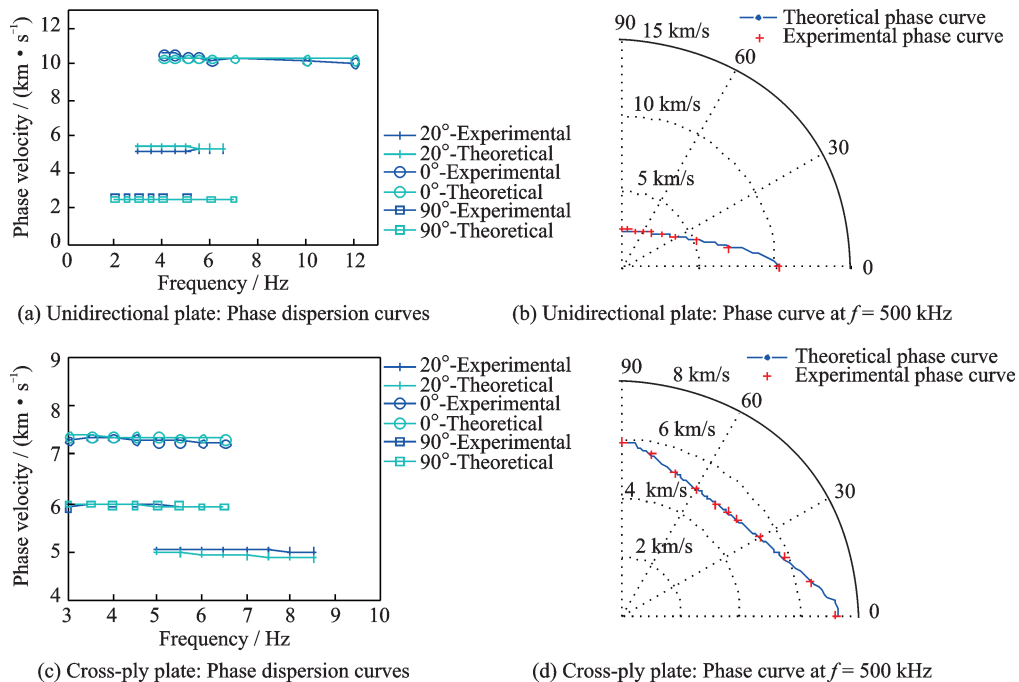 12
10
8
6
4
2
0
Phase velocity / (km • s⁻¹)
0 2 4 6 8 10 12
Frequency / Hz
20°-Experimental
20°-Theoretical
0°-Experimental
0°-Theoretical
90°-Experimental
90°-Theoretical
(a) Unidirectional plate: Phase dispersion curves
Theoretical phase curve
Experimental phase curve
90
15 km/s
60
10 km/s
30
5 km/s
0
(b) Unidirectional plate: Phase curve at f = 500 kHz
9
8
7
6
5
4
Phase velocity / (km • s⁻¹)
3 4 5 6 7 8 9 10
Frequency / Hz
20°-Experimental
20°-Theoretical
0°-Experimental
0°-Theoretical
90°-Experimental
90°-Theoretical
(c) Cross-ply plate: Phase dispersion curves
Theoretical phase curve
Experimental phase curve
90
8 km/s
60
6 km/s
4 km/s
30
2 km/s
0
(d) Cross-ply plate: Phase curve at f = 500 kHz